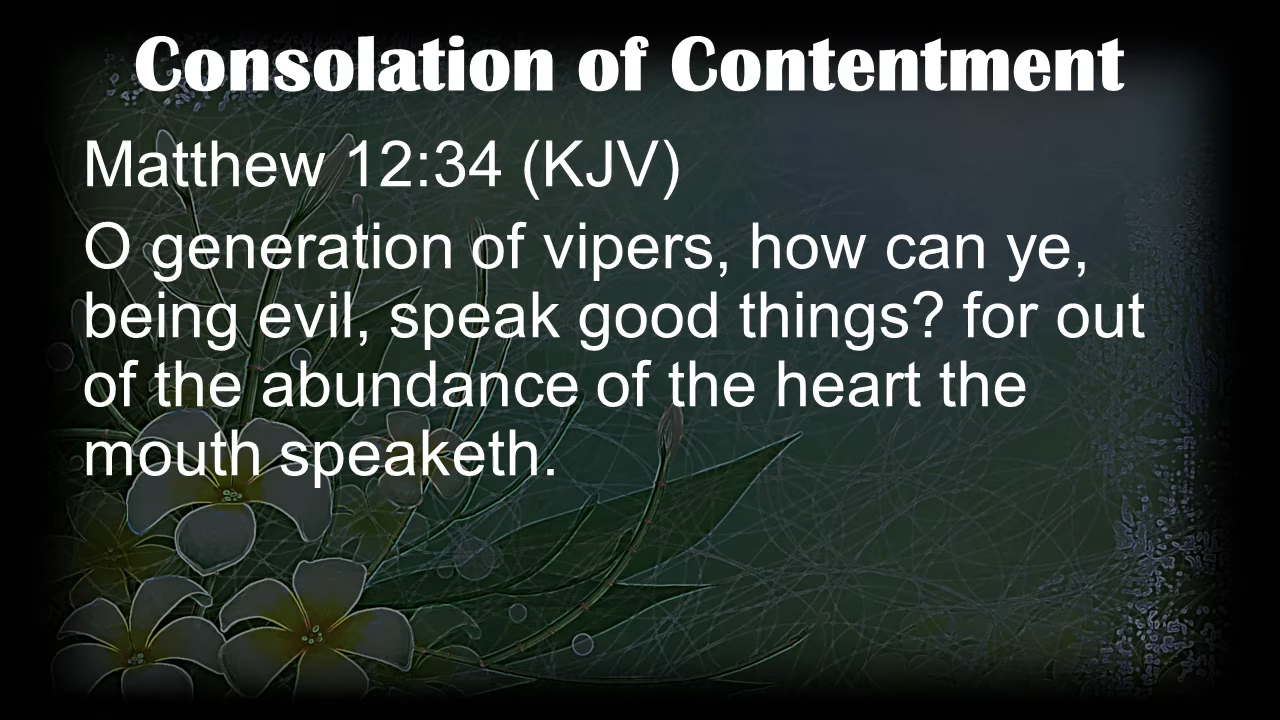 Consolation of Contentment
Matthew 12:34 (KJV)
O generation of vipers, how can ye,
being evil, speak good things? for out
of the abundance of the heart the
mouth speaketh.